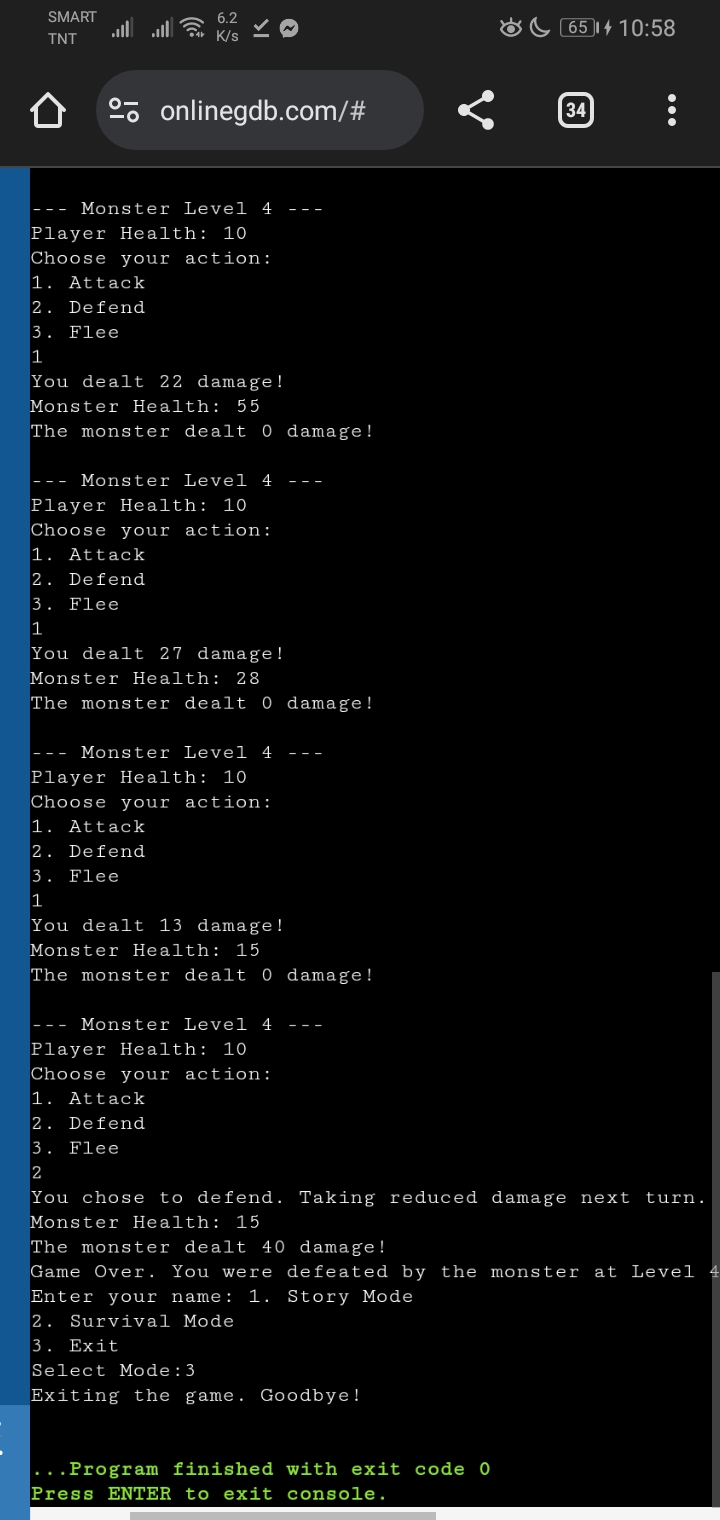 SMART
TNT
6.2
K/s
65
10:58
onlinegdb.com/#
34
--- Monster Level 4 ---
Player Health: 10
Choose your action:
1. Attack
2. Defend
3. Flee
1
You dealt 22 damage!
Monster Health: 55
The monster dealt 0 damage!
--- Monster Level 4 ---
Player Health: 10
Choose your action:
1. Attack
2. Defend
3. Flee
1
You dealt 27 damage!
Monster Health: 28
The monster dealt 0 damage!
--- Monster Level 4 ---
Player Health: 10
Choose your action:
1. Attack
2. Defend
3. Flee
1
You dealt 13 damage!
Monster Health: 15
The monster dealt 0 damage!
--- Monster Level 4 ---
Player Health: 10
Choose your action:
1. Attack
2. Defend
3. Flee
2
You chose to defend. Taking reduced damage next turn.
Monster Health: 15
The monster dealt 40 damage!
Game Over. You were defeated by the monster at Level 4
Enter your name: 1. Story Mode
2. Survival Mode
3. Exit
Select Mode:3
Exiting the game. Goodbye!
...Program finished with exit code 0
Press ENTER to exit console.